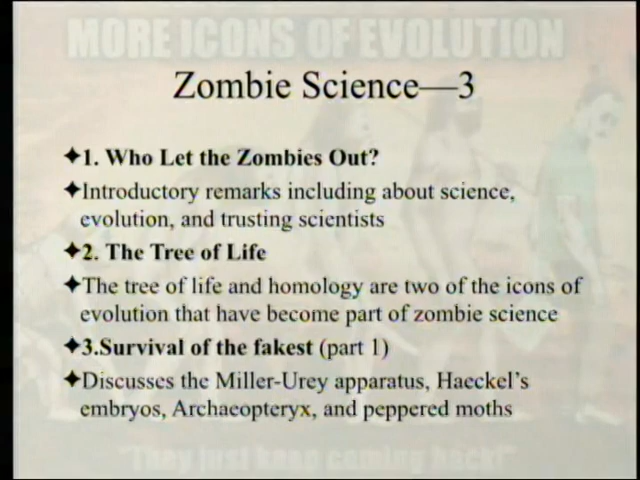 MORE ICONS OF EVOLUTION
Zombie Science—3
✦1. Who Let the Zombies Out?
✦Introductory remarks including about science,
evolution, and trusting scientists
✦2. The Tree of Life
✦The tree of life and homology are two of the icons of
evolution that have become part of zombie science
✦3.Survival of the fakest (part 1)
✦Discusses the Miller-Urey apparatus, Haeckel's
embryos, Archaeopteryx, and peppered moths
"They just keep coming back!"